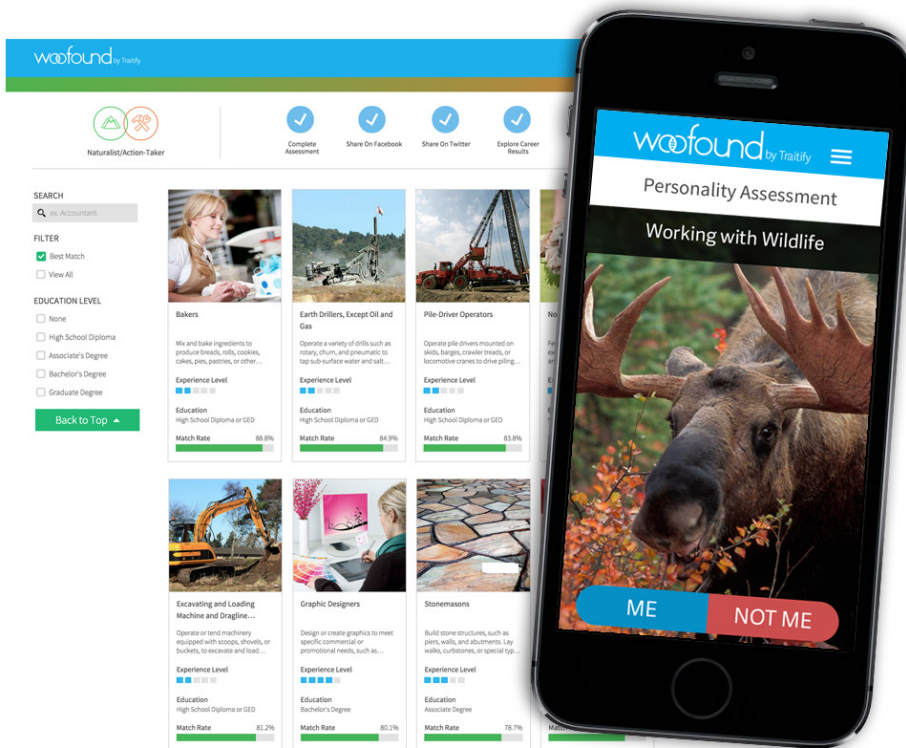 woofound by Traitify
Naturalist/Action-Taker
Complete
Assessment
Share On Facebook
Share On Twitter
Explore Career
Results
SEARCH
ex. Accountant
FILTER
Best Match
View All
EDUCATION LEVEL
None
High School Diploma
Associate's Degree
Bachelor's Degree
Graduate Degree
Back to Top
Bakers
Mix and bake ingredients to
produce breads, rolls, cookies,
cakes, pies, pastries, or other...
Experience Level
Education
High School Diploma or GED
Match Rate 88.8%
Earth Drillers, Except Oil and
Gas
Operate a variety of drills such as
rotary, churn, and pneumatic to
tap sub-surface water and salt...
Experience Level
Education
High School Diploma or GED
Match Rate 84.9%
Pile-Driver Operators
Operate pile drivers mounted on
skids, barges, crawler treads, or
locomotive cranes to drive piling...
Experience Level
Education
High School Diploma or GED
Match Rate 83.8%
Excavating and Loading
Machine and Dragline...
Operate or tend machinery
equipped with scoops, shovels, or
buckets, to excavate and load...
Experience Level
Education
High School Diploma or GED
Match Rate 81.2%
Graphic Designers
Design or create graphics to meet
specific commercial or
promotional needs, such as...
Experience Level
Education
Bachelor's Degree
Match Rate 80.1%
Stonemasons
Build stone structures, such as
piers, walls, and abutments. Lay
walks, curbstones, or special typ...
Experience Level
Education
Associate Degree
Match Rate 78.7%
Match Rate
woofound by Traitify
Personality Assessment
Working with Wildlife
ME
NOT ME